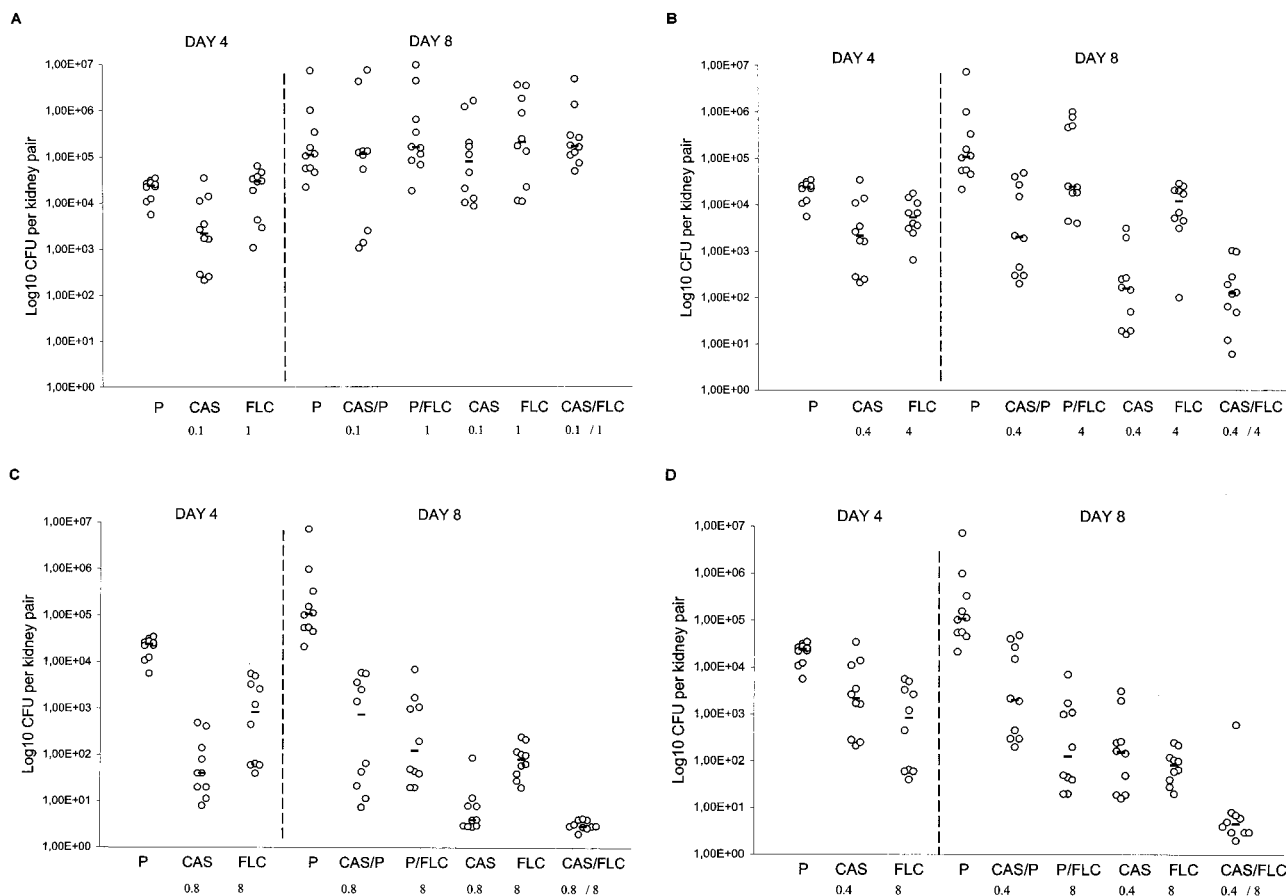 A
DAY 4
DAY 8
Log10 CFU per kidney pair
1,00E+07
1,00E+06
1,00E+05
1,00E+04
1,00E+03
1,00E+02
1,00E+01
1,00E+00
P CAS FLC P CAS/P P/FLC CAS FLC CAS/FLC
0.1 1 0.1 1 0.1 1 0.1 / 1
B
DAY 4
DAY 8
Log10 CFU per kidney pair
1,00E+07
1,00E+06
1,00E+05
1,00E+04
1,00E+03
1,00E+02
1,00E+01
1,00E+00
P CAS FLC P CAS/P P/FLC CAS FLC CAS/FLC
0.4 4 0.4 4 0.4 4 0.4 / 4
C
DAY 4
DAY 8
Log10 CFU per kidney pair
1,00E+07
1,00E+06
1,00E+05
1,00E+04
1,00E+03
1,00E+02
1,00E+01
1,00E+00
P CAS FLC P CAS/P P/FLC CAS FLC CAS/FLC
0.8 8 0.8 8 0.8 8 0.8 / 8
D
DAY 4
DAY 8
Log10 CFU per kidney pair
1,00E+07
1,00E+06
1,00E+05
1,00E+04
1,00E+03
1,00E+02
1,00E+01
1,00E+00
P CAS FLC P CAS/P P/FLC CAS FLC CAS/FLC
0.4 8 0.4 8 0.4 8 0.4 / 8